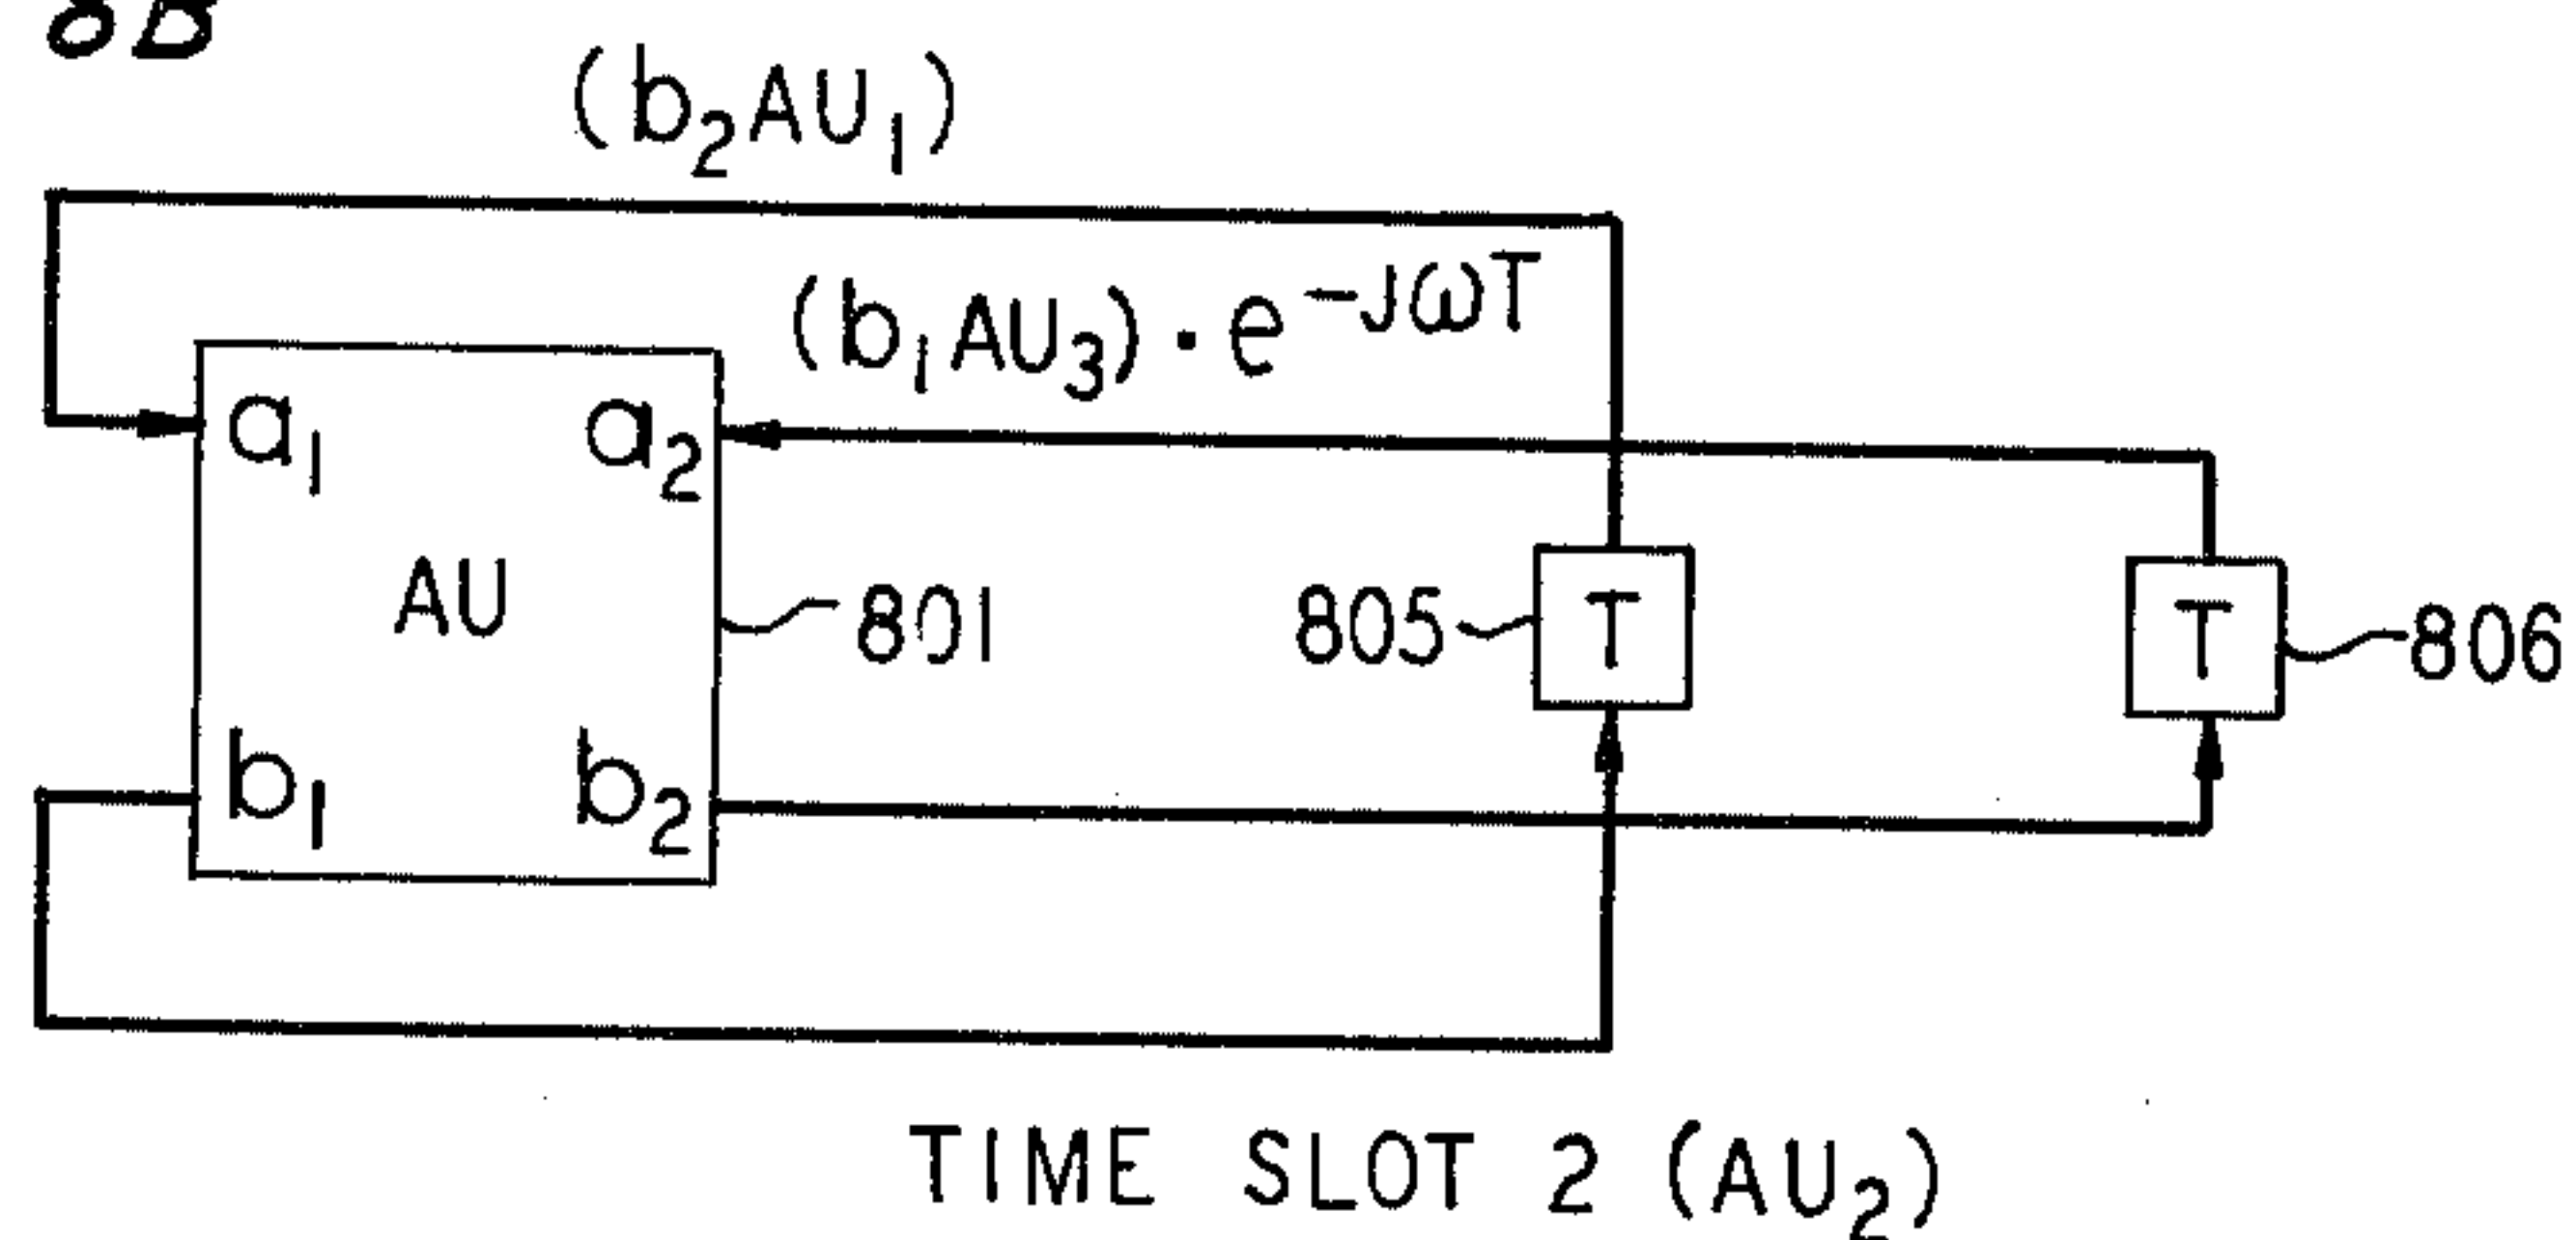 8B
(b₂AU₁)
(b₁AU₃)·e^-JωT
a₁ a₂
AU
801
805
T
T
806
b₁ b₂
TIME SLOT 2 (AU₂)